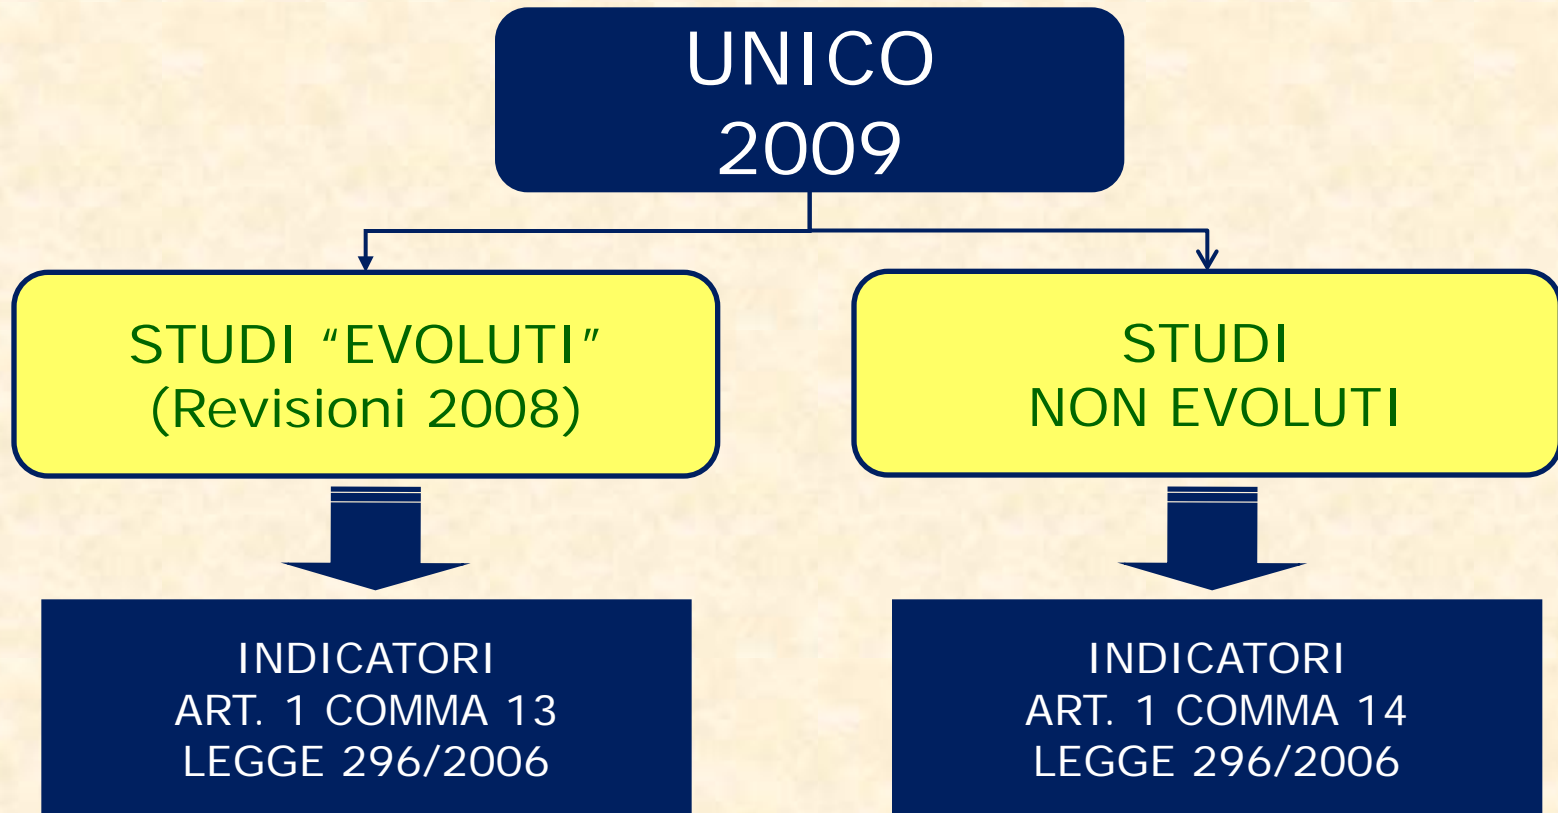 UNICO
2009
STUDI “EVOLUTI”
(Revisioni 2008)
STUDI
NON EVOLUTI
INDICATORI
ART. 1 COMMA 13
LEGGE 296/2006
INDICATORI
ART. 1 COMMA 14
LEGGE 296/2006